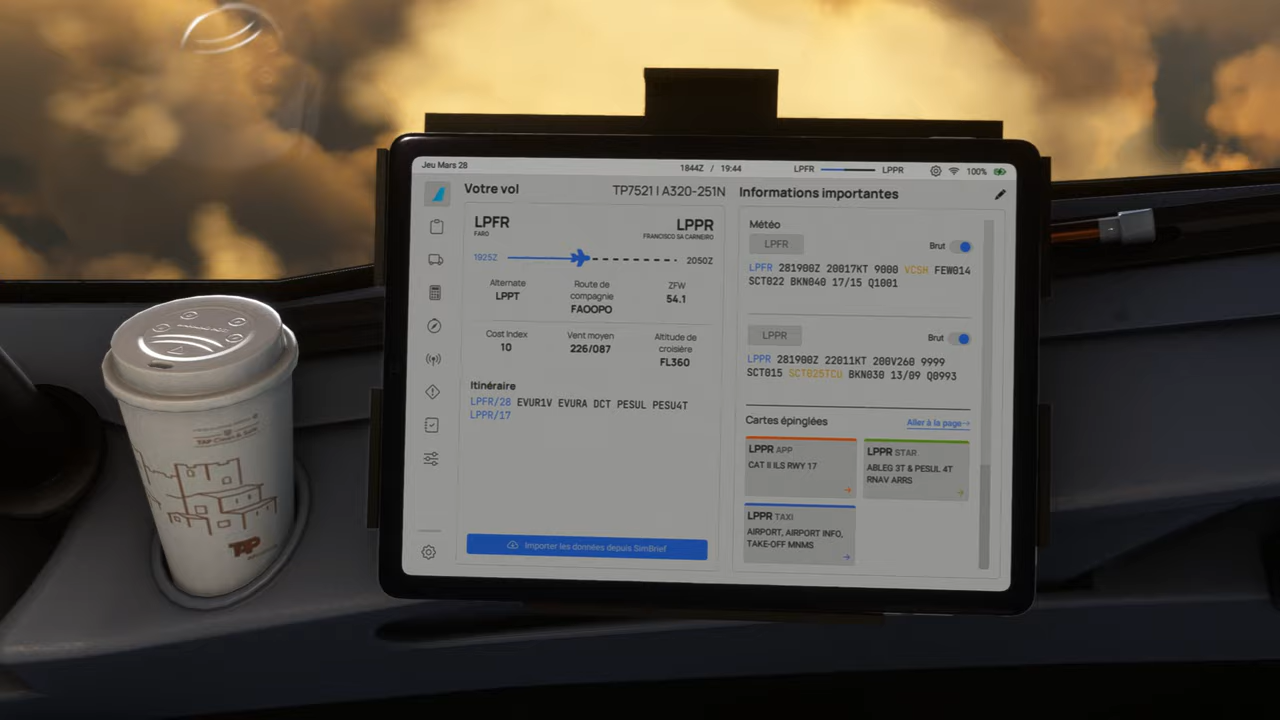 Jeu Mars 28
1844Z / 19:44
LPFR
LPPR
100%
Votre vol
TP7521 | A320-251N
LPFR
FARO
LPPR
FRANCISCO SA CARNEIRO
1925Z
2050Z
Alternate
LPPT
Route de
compagnie
FAOOPO
ZFW
54.1
Cost Index
10
Vent moyen
226/087
Altitude de
croisière
FL360
Itinéraire
LPFR/28 EVUR1V EVURA DCT PESUL PESU4T
LPPR/17
Importer les données depuis SimBrief
Informations importantes
Météo
LPFR
Brut
LPFR 281900Z 20017KT 9000 VCSH FEW014
SCT022 BKN040 17/15 Q1001
LPPR
Brut
LPPR 281900Z 22011KT 200V260 9999
SCT015 SCT025TCU BKN030 13/09 Q0993
Cartes épinglées
Aller à la page→
LPPR APP
CAT II ILS RWY 17
LPPR STAR
ABLEG 3T & PESUL 4T
RNAV ARRS
LPPR TAXI
AIRPORT, AIRPORT INFO,
TAKE-OFF MNMS
TAP